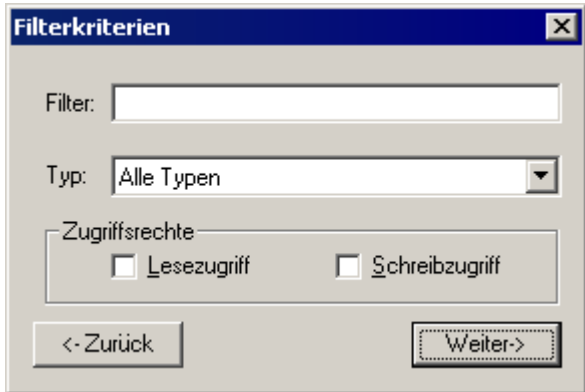 Filterkriterien
Filter:
Typ: Alle Typen
Zugriffsrechte
Lesezugriff Schreibzugriff
<- Zurück Weiter->